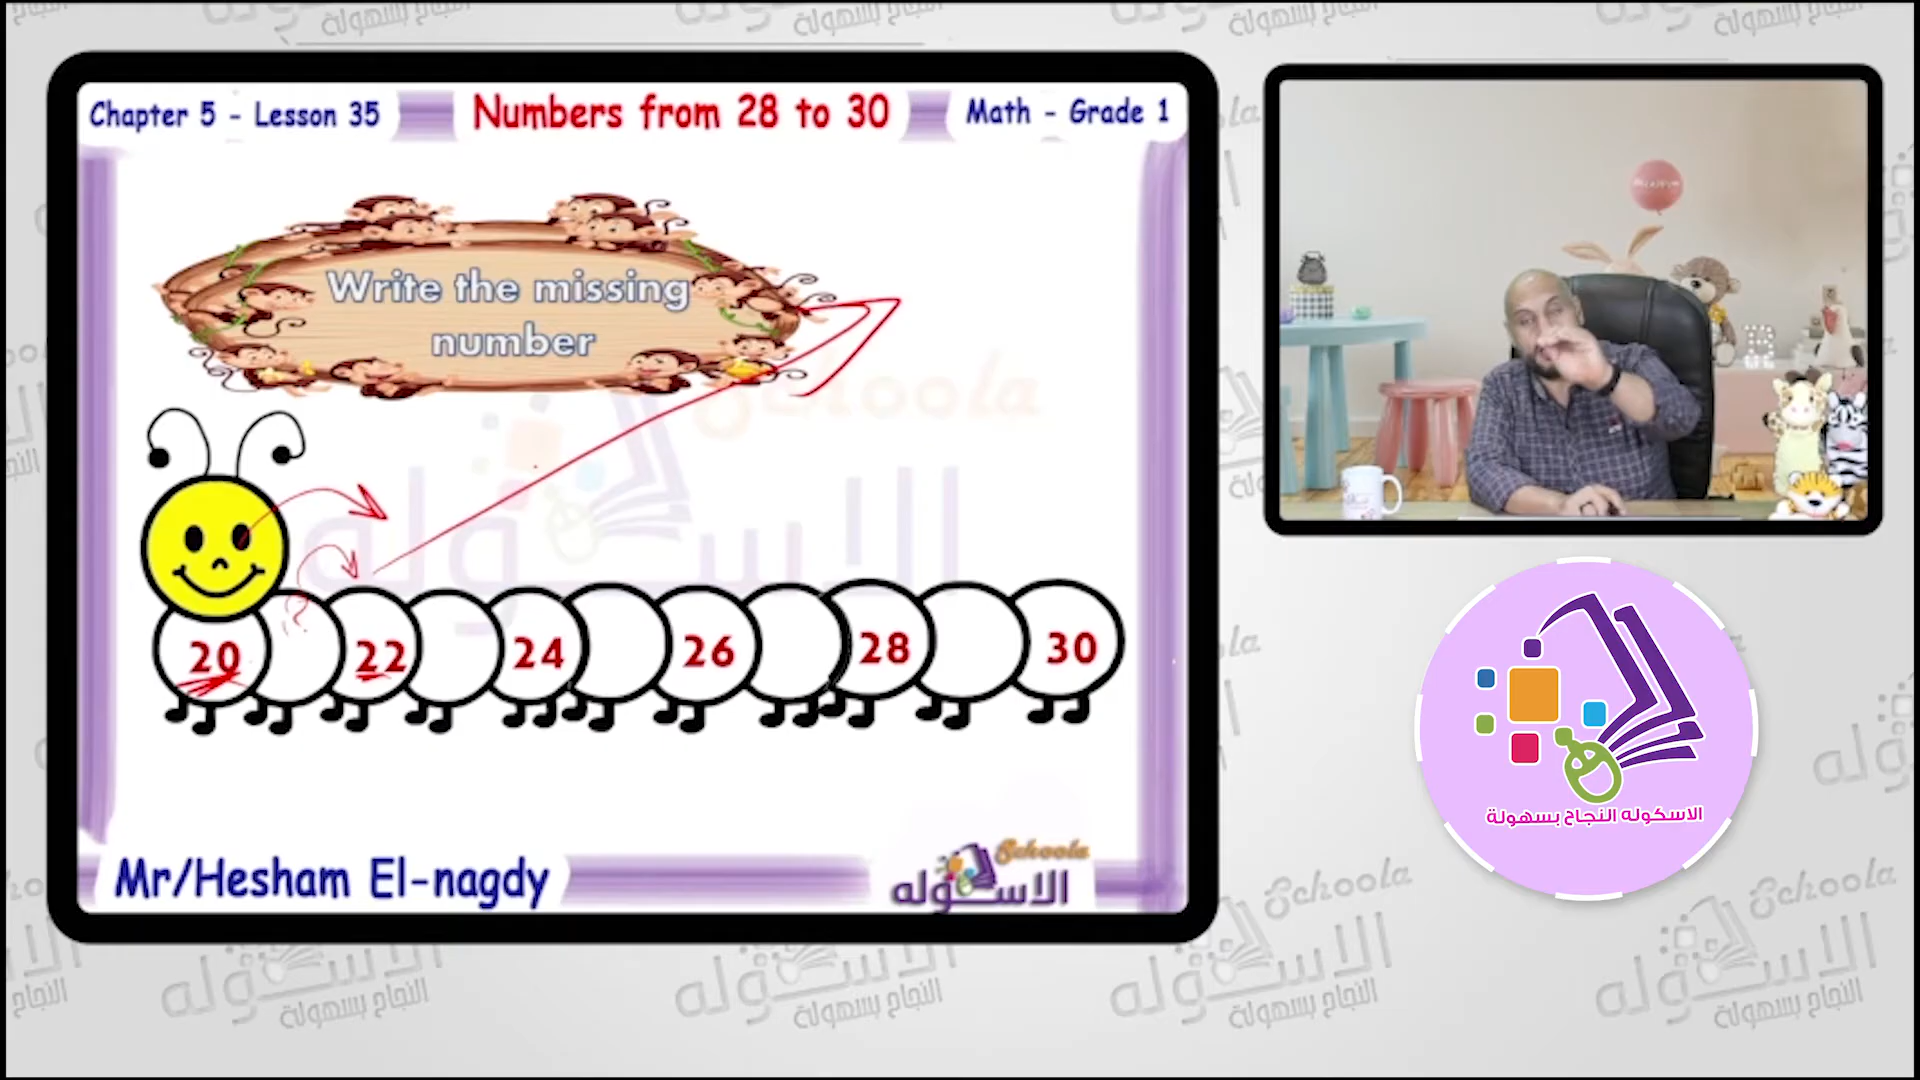 Chapter 5 - Lesson 35
Numbers from 28 to 30
Math - Grade 1
Write the missing
number
?
20 22 24 26 28 30
Mr/Hesham El-nagdy
Schoola
الاسكوله
الاسكوله النجاح بسهولة